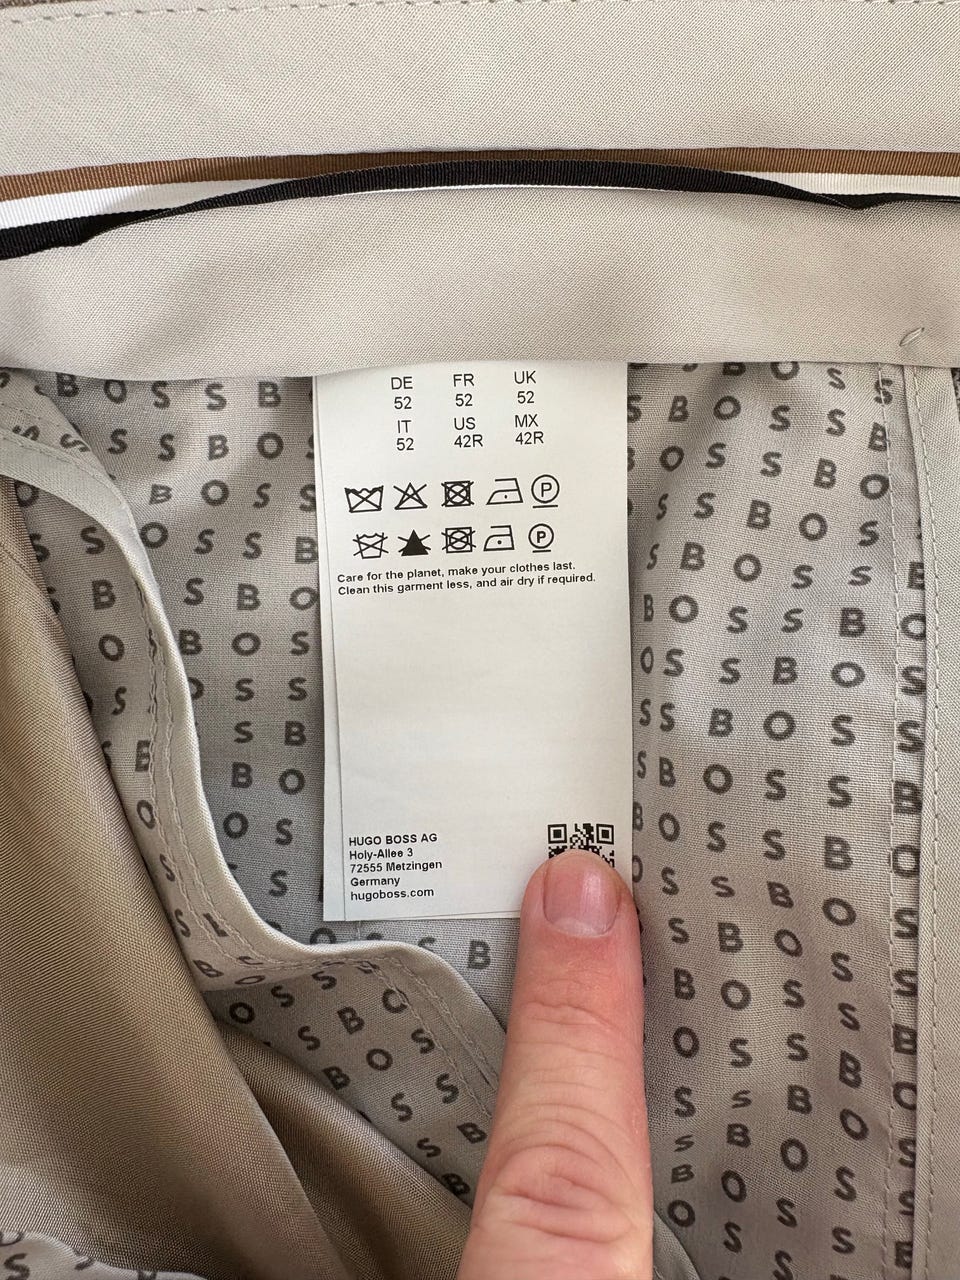 DE FR UK
52 52 52
IT US MX
52 42R 42R
P
P
Care for the planet, make your clothes last.
Clean this garment less, and air dry if required.
HUGO BOSS AG
Holy-Allee 3
72555 Metzingen
Germany
hugoboss.com
BOSS